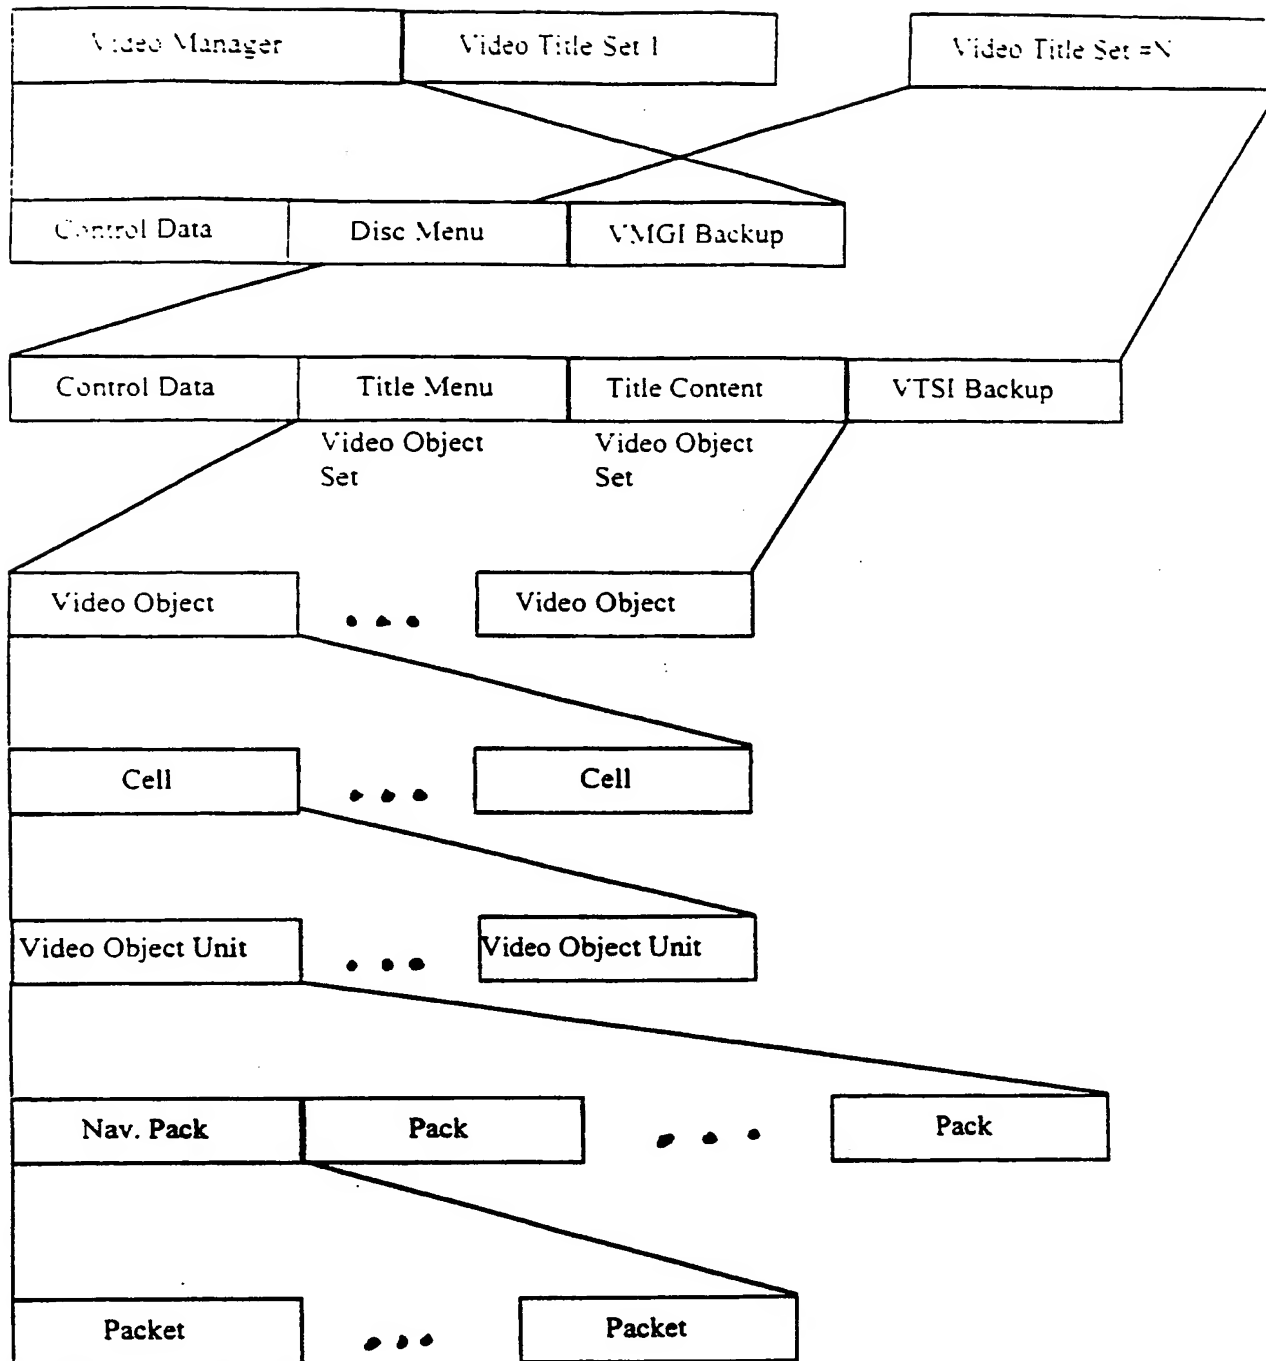 Video Manager
Video Title Set 1
Video Title Set =N
Control Data
Disc Menu
VMGI Backup
Control Data
Title Menu
Title Content
VTSI Backup
Video Object
Set
Video Object
Set
Video Object
Video Object
Cell
Cell
Video Object Unit
Video Object Unit
Nav. Pack
Pack
Pack
Packet
Packet